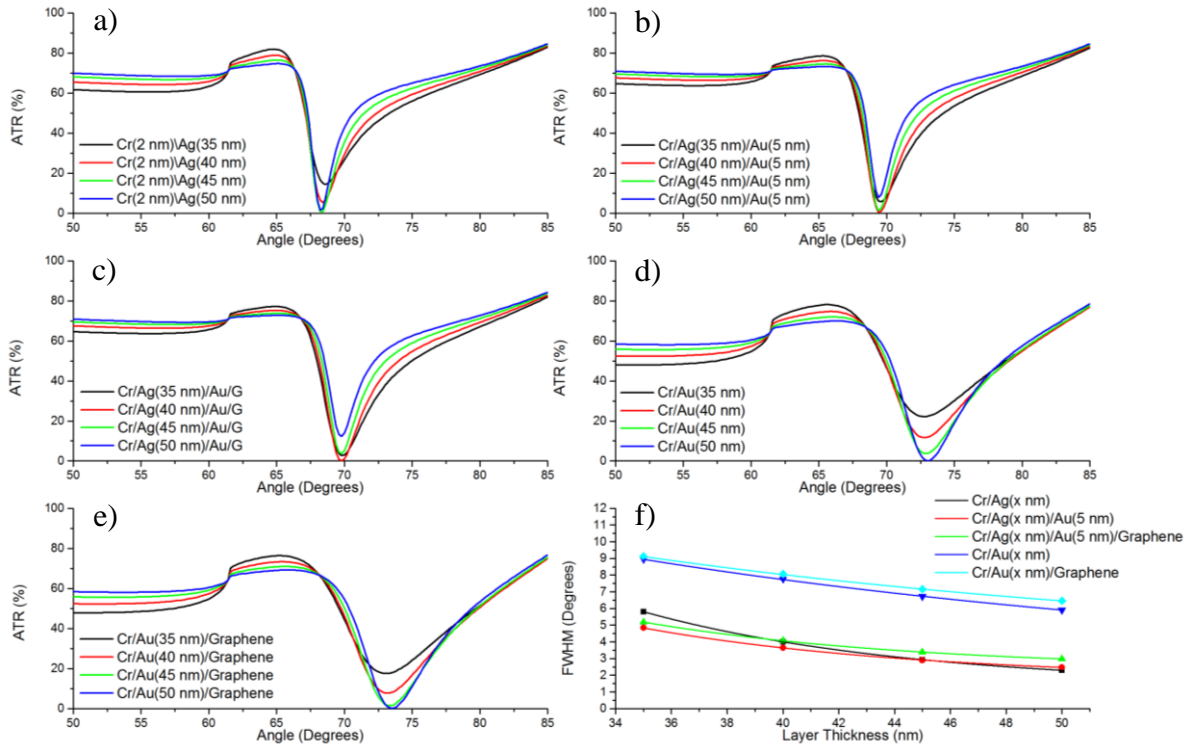 a)
ATR (%)
100
80
60
40
20
0
Cr(2 nm)\Ag(35 nm)
Cr(2 nm)\Ag(40 nm)
Cr(2 nm)\Ag(45 nm)
Cr(2 nm)\Ag(50 nm)
50 55 60 65 70 75 80 85
Angle (Degrees)
b)
ATR (%)
100
80
60
40
20
0
Cr/Ag(35 nm)/Au(5 nm)
Cr/Ag(40 nm)/Au(5 nm)
Cr/Ag(45 nm)/Au(5 nm)
Cr/Ag(50 nm)/Au(5 nm)
50 55 60 65 70 75 80 85
Angle (Degrees)
c)
ATR (%)
100
80
60
40
20
0
Cr/Ag(35 nm)/Au/G
Cr/Ag(40 nm)/Au/G
Cr/Ag(45 nm)/Au/G
Cr/Ag(50 nm)/Au/G
50 55 60 65 70 75 80 85
Angle (Degrees)
d)
ATR (%)
100
80
60
40
20
0
Cr/Au(35 nm)
Cr/Au(40 nm)
Cr/Au(45 nm)
Cr/Au(50 nm)
50 55 60 65 70 75 80 85
Angle (Degrees)
e)
ATR (%)
100
80
60
40
20
0
Cr/Au(35 nm)/Graphene
Cr/Au(40 nm)/Graphene
Cr/Au(45 nm)/Graphene
Cr/Au(50 nm)/Graphene
50 55 60 65 70 75 80 85
Angle (Degrees)
f)
Cr/Ag(x nm)
Cr/Ag(x nm)/Au(5 nm)
Cr/Ag(x nm)/Au(5 nm)/Graphene
Cr/Au(x nm)
Cr/Au(x nm)/Graphene
FWHM (Degrees)
12
11
10
9
8
7
6
5
4
3
2
1
0
34 36 38 40 42 44 46 48 50
Layer Thickness (nm)